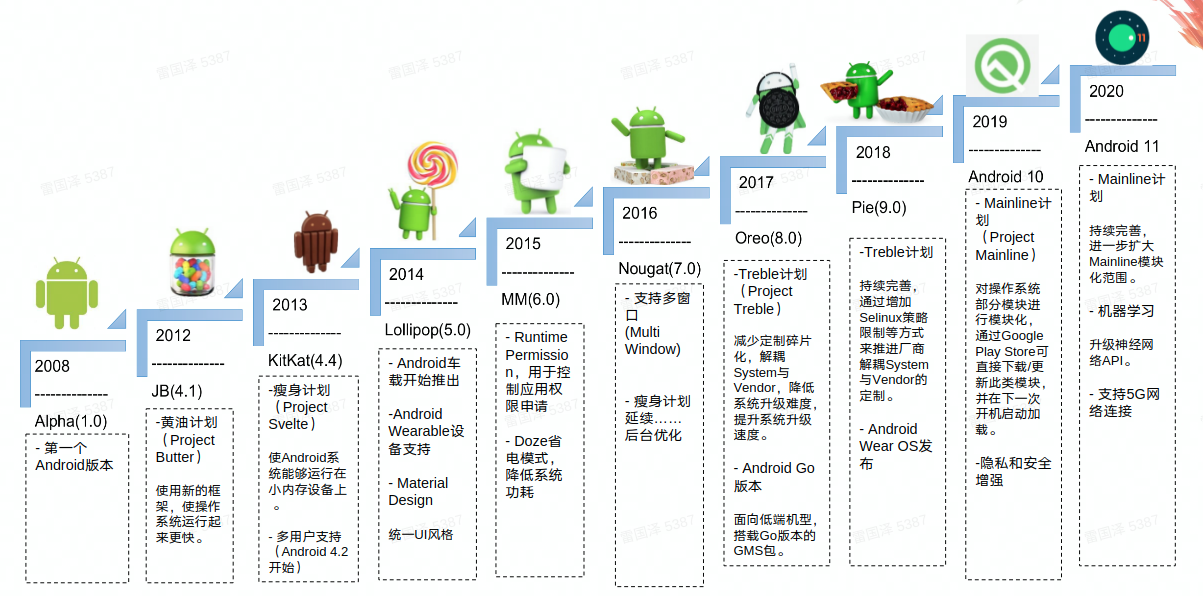 2008
--------------
Alpha(1.0)
- 第一个
Android版本
2012
--------------
JB(4.1)
-黄油计划
（Project
Butter）
使用新的框
架，使操作
系统运行起
来更快。
2013
--------------
KitKat(4.4)
-瘦身计划
（Project
Svelte）
使Android系
统能够运行在
小内存设备上
。
- 多用户支持
（Android 4.2
开始）
2014
--------------
Lollipop(5.0)
- Android车
载开始推出
-Android
Wearable设
备支持
- Material
Design
统一UI风格
2015
--------------
MM(6.0)
- Runtime
Permissio
n，用于控
制应用权
限申请
- Doze省
电模式，
降低系统
功耗
2016
--------------
Nougat(7.0)
- 支持多窗
口
(Multi
Window)
- 瘦身计划
延续……
后台优化
2017
--------------
Oreo(8.0)
-Treble计划
（Project
Treble）
减少定制碎片
化，解耦
System与
Vendor，降低
系统升级难度，
提升系统升级
速度。
- Android Go
版本
面向低端机型，
搭载Go版本的
GMS包。
2018
--------------
Pie(9.0)
-Treble计划
持续完善，
通过增加
Selinux策略
限制等方式
来推进厂商
解耦System
与Vendor的
定制。
- Android
Wear OS发
布
2019
--------------
Android 10
- Mainline计
划
（Project
Mainline）
对操作系统
部分模块进
行模块化，
通过Google
Play Store可
直接下载/更
新此类模块，
并在下一次
开机启动加
载。
-隐私和安全
增强
11
2020
--------------
Android 11
- Mainline计
划
持续完善，
进一步扩大
Mainline模块
化范围。
- 机器学习
升级神经网
络API。
- 支持5G网
络连接
雷国泽 5387